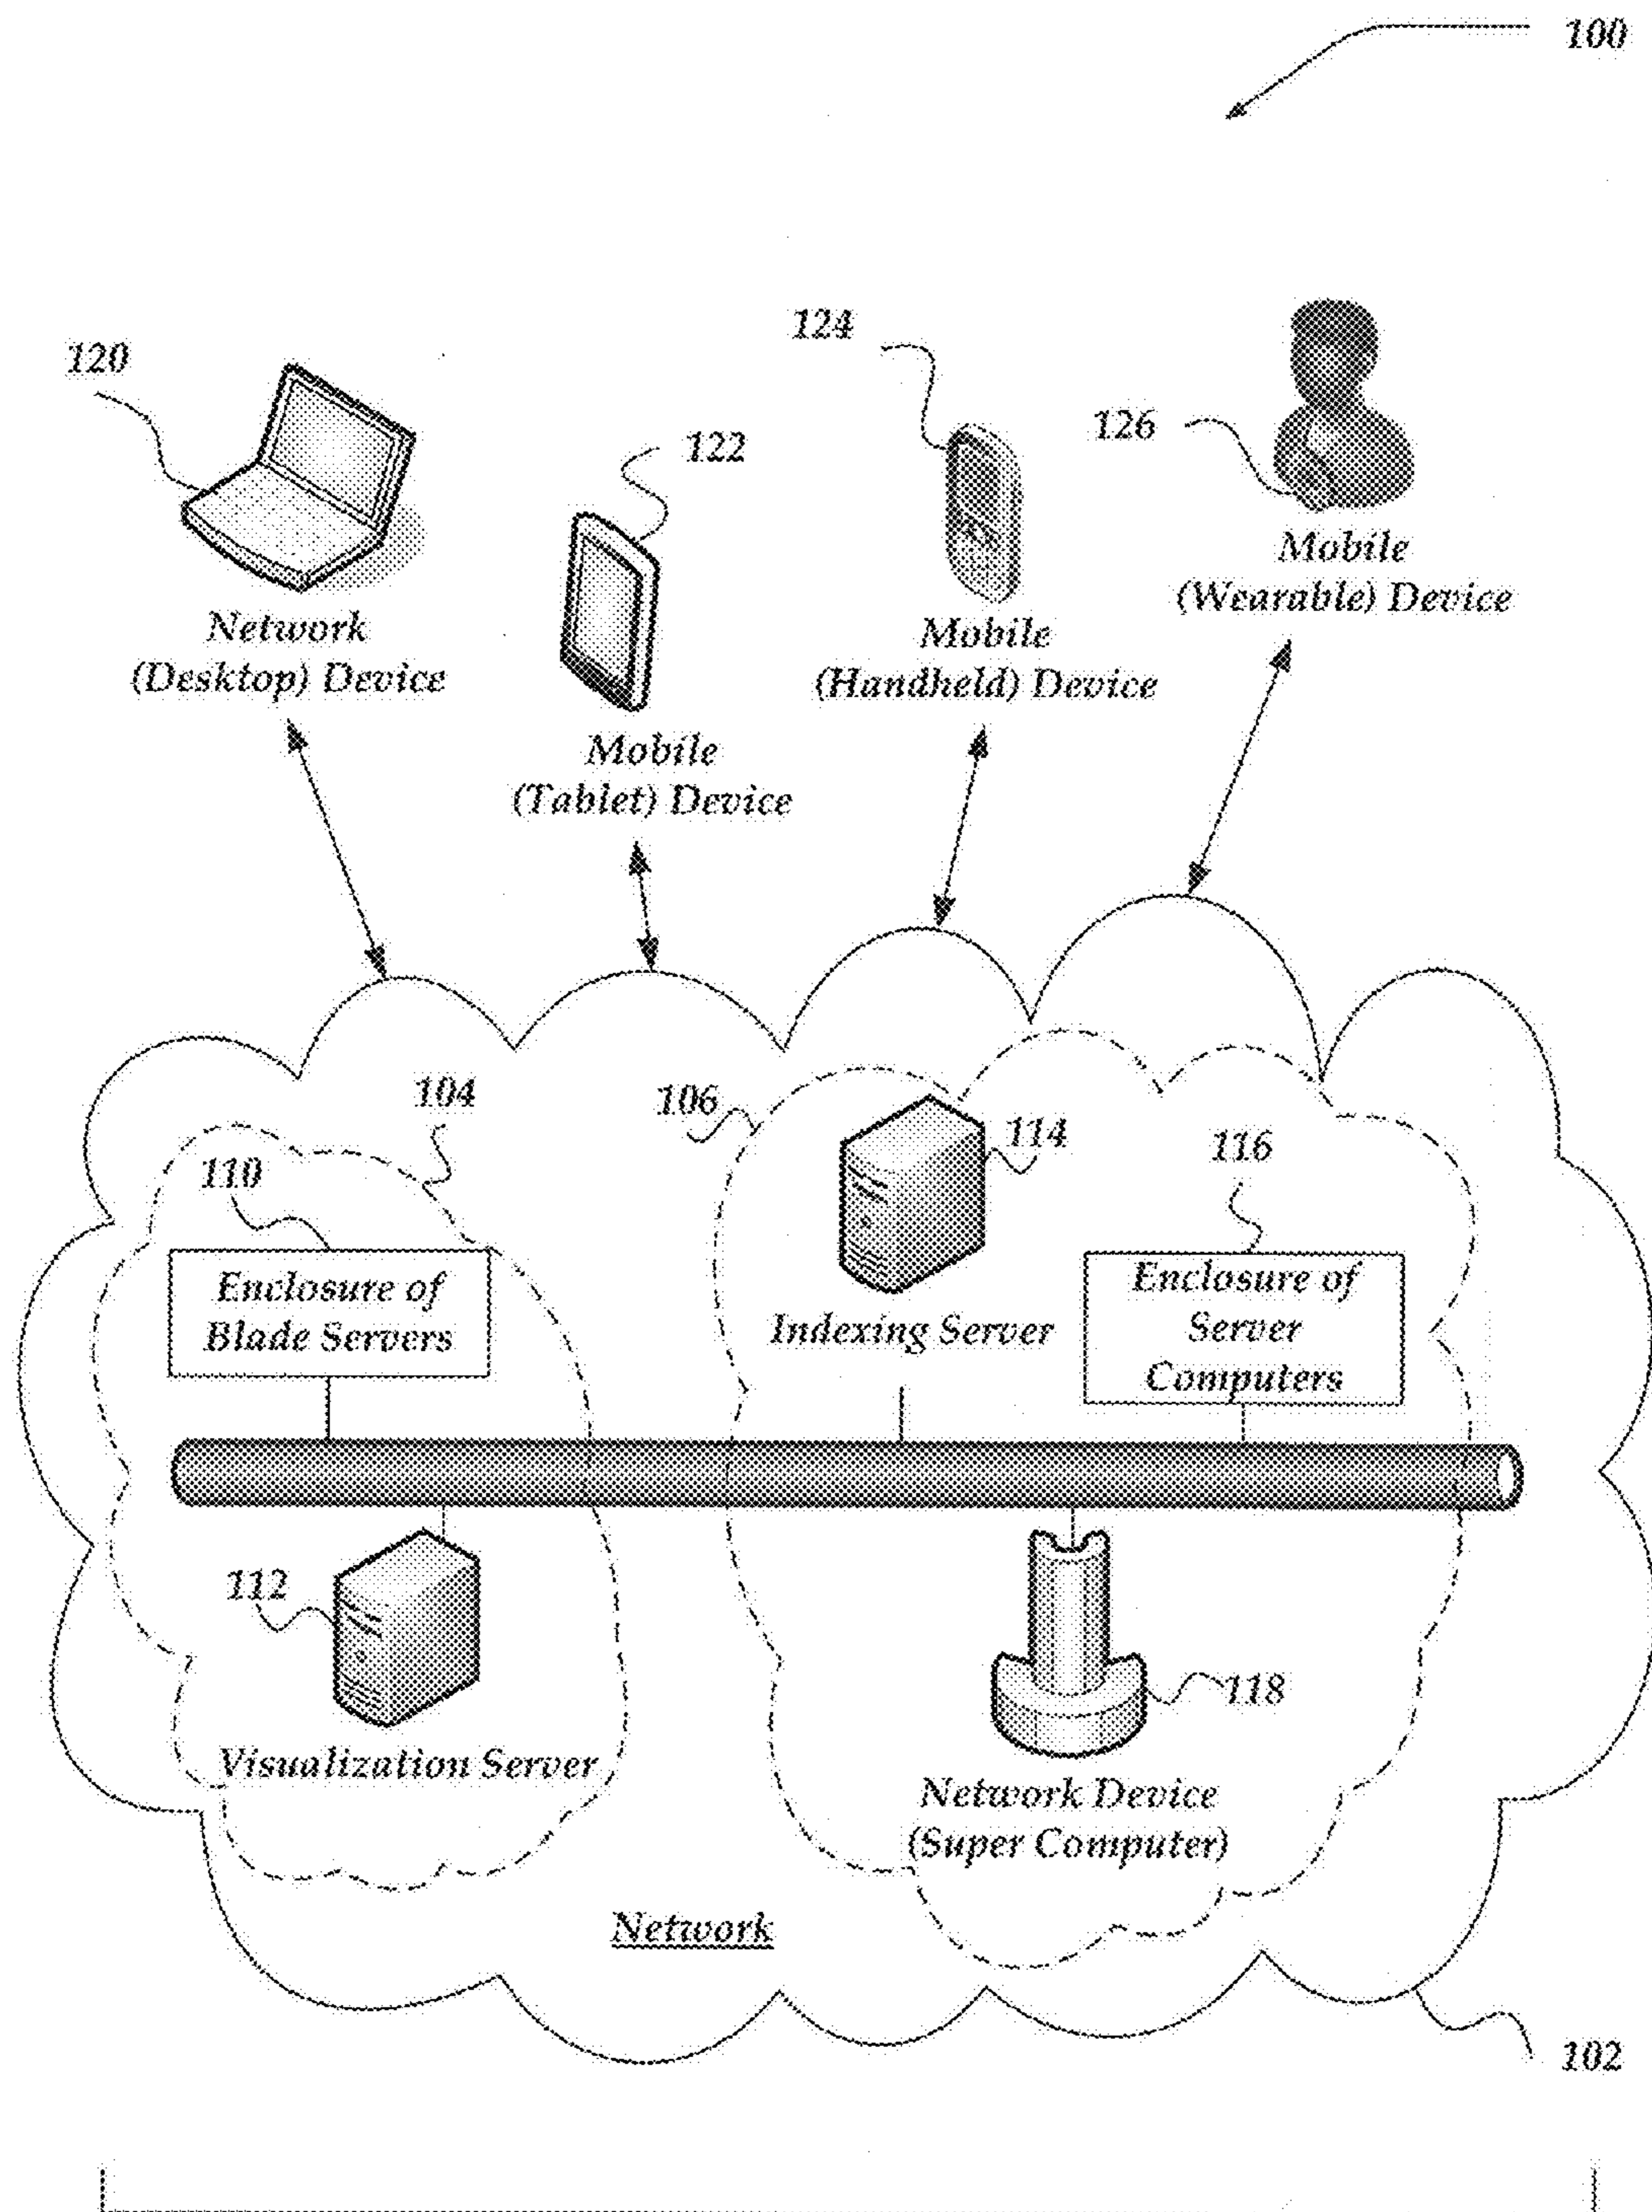 100
120
124
126
122
Mobile
(Wearable) Device
Network
(Desktop) Device
Mobile
(Handheld) Device
Mobile
(Tablet) Device
104
106
114
116
110
Enclosure of
Blade Servers
Indexing Server
Enclosure of
Server
Computers
112
118
Visualization Server
Network Device
(Super Computer)
Network
102